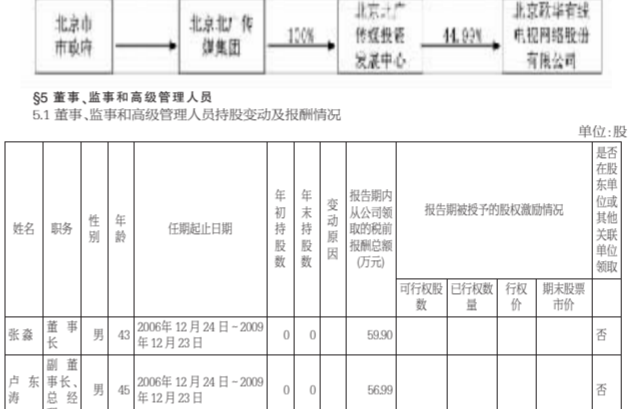 北京市
市政府
北京北广传
媒集团
100%
北京北广
传媒投资
发展中心
44.99%
北京歌华有线
电视网络股份
有限公司
§5 董事、监事和高级管理人员
5.1 董事、监事和高级管理人员持股变动及报酬情况
单位:股
姓名 职务 性别 年龄 任期起止日期 年初持股数 年末持股数 变动原因 报告期内从公司领取的税前报酬总额(万元) 报告期被授予的股权激励情况 是否在股东单位或其他关联单位领取
可行权股数 已行权数量 行权价 期末股票市价
张淼 董事长 男 43 2006年12月24日-2009年12月23日 0 0 59.90 否
卢东涛 副董事长、总经 男 45 2006年12月24日-2009年12月23日 0 0 56.99 否